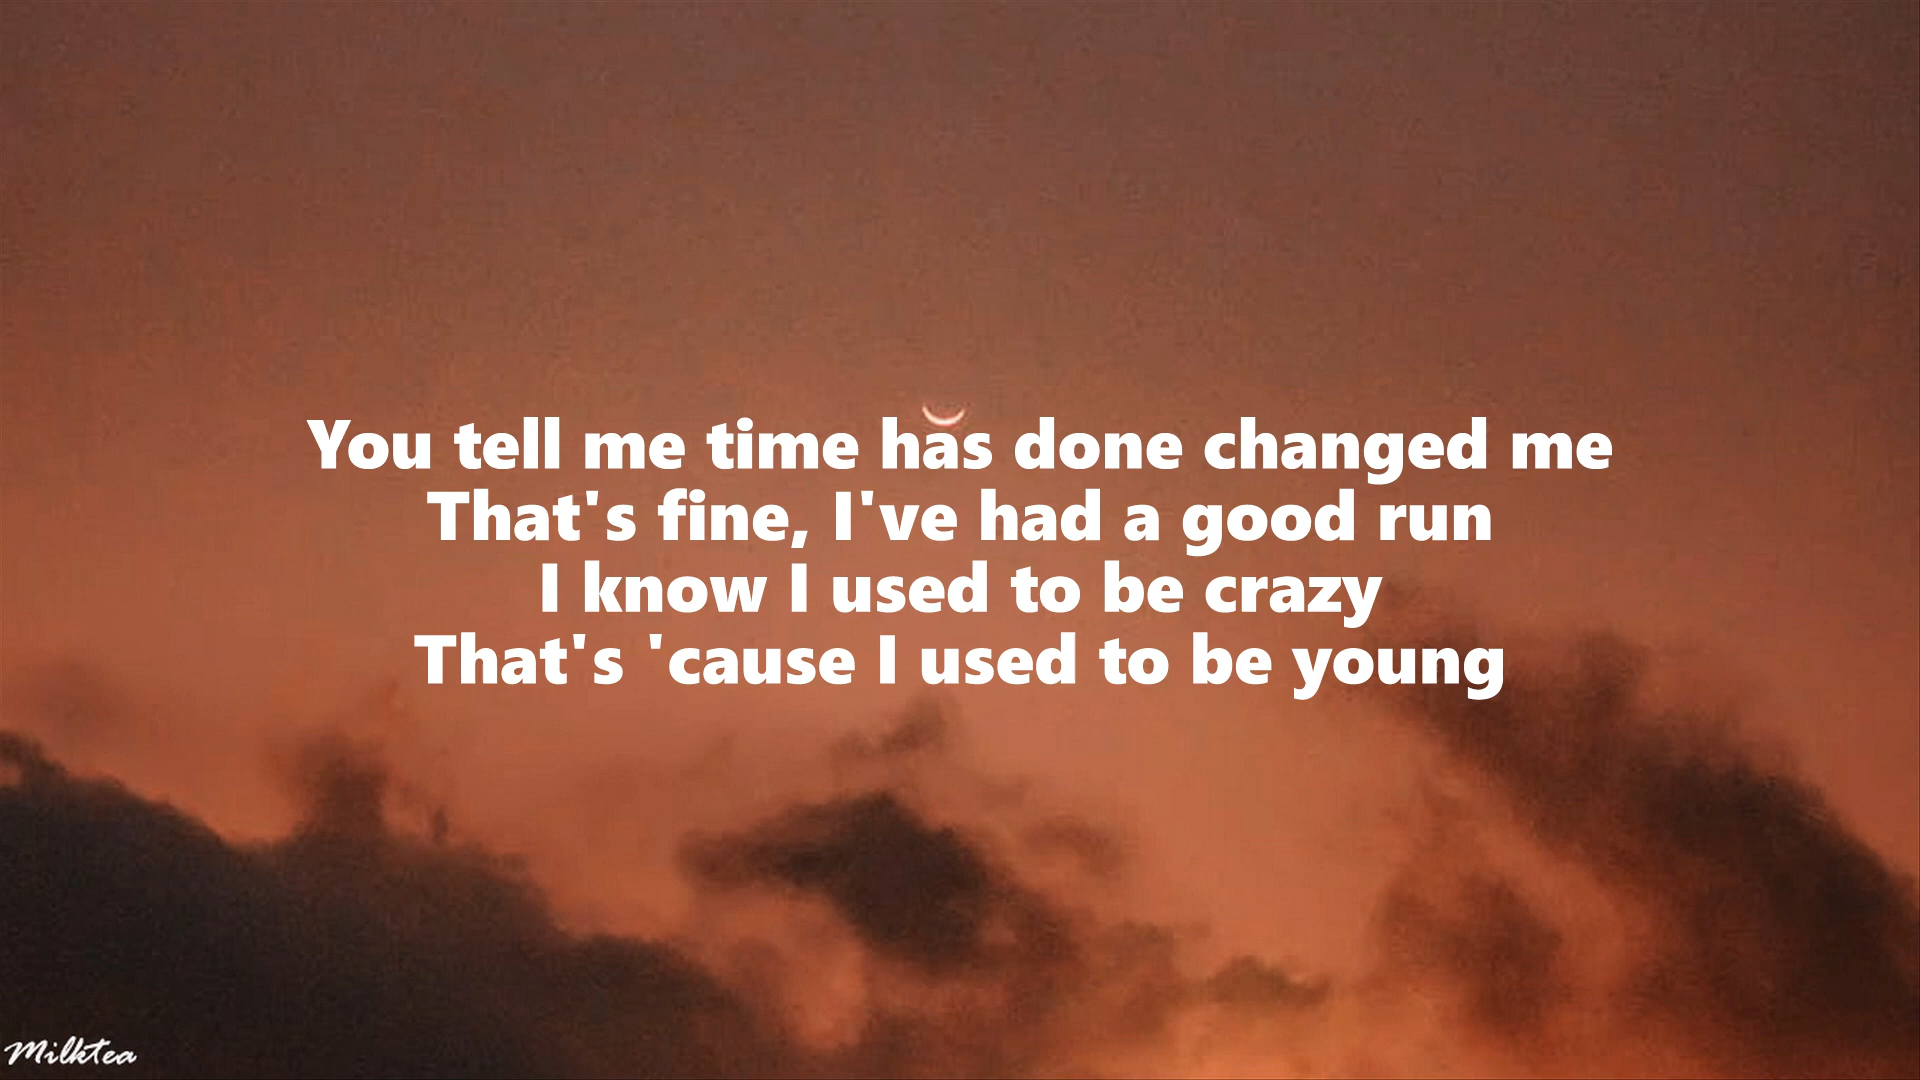 You tell me time has done changed me
That's fine, I've had a good run
I know I used to be crazy
That's 'cause I used to be young
Milktea